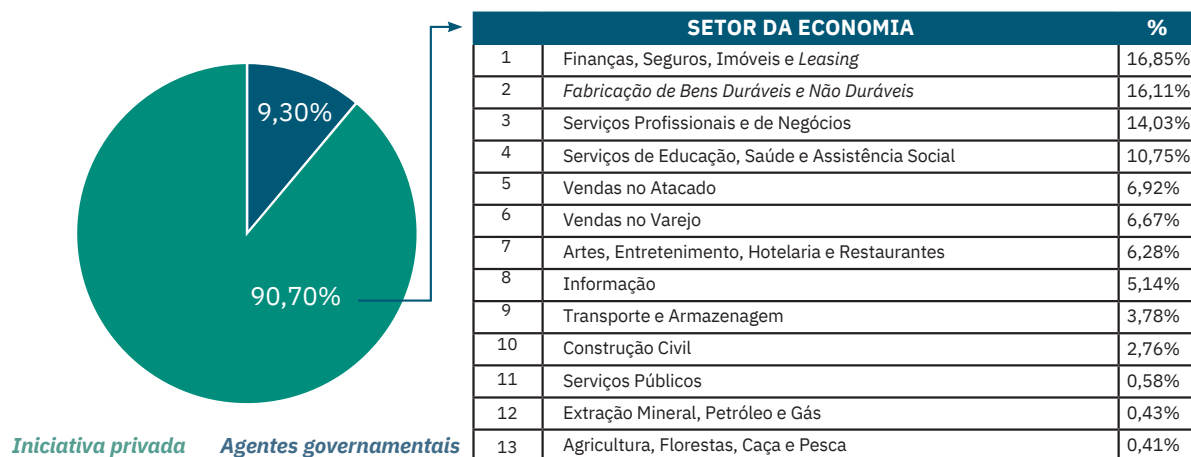 9,30%
90,70%
Iniciativa privada Agentes governamentais
SETOR DA ECONOMIA %
1 Finanças, Seguros, Imóveis e Leasing 16,85%
2 Fabricação de Bens Duráveis e Não Duráveis 16,11%
3 Serviços Profissionais e de Negócios 14,03%
4 Serviços de Educação, Saúde e Assistência Social 10,75%
5 Vendas no Atacado 6,92%
6 Vendas no Varejo 6,67%
7 Artes, Entretenimento, Hotelaria e Restaurantes 6,28%
8 Informação 5,14%
9 Transporte e Armazenagem 3,78%
10 Construção Civil 2,76%
11 Serviços Públicos 0,58%
12 Extração Mineral, Petróleo e Gás 0,43%
13 Agricultura, Florestas, Caça e Pesca 0,41%